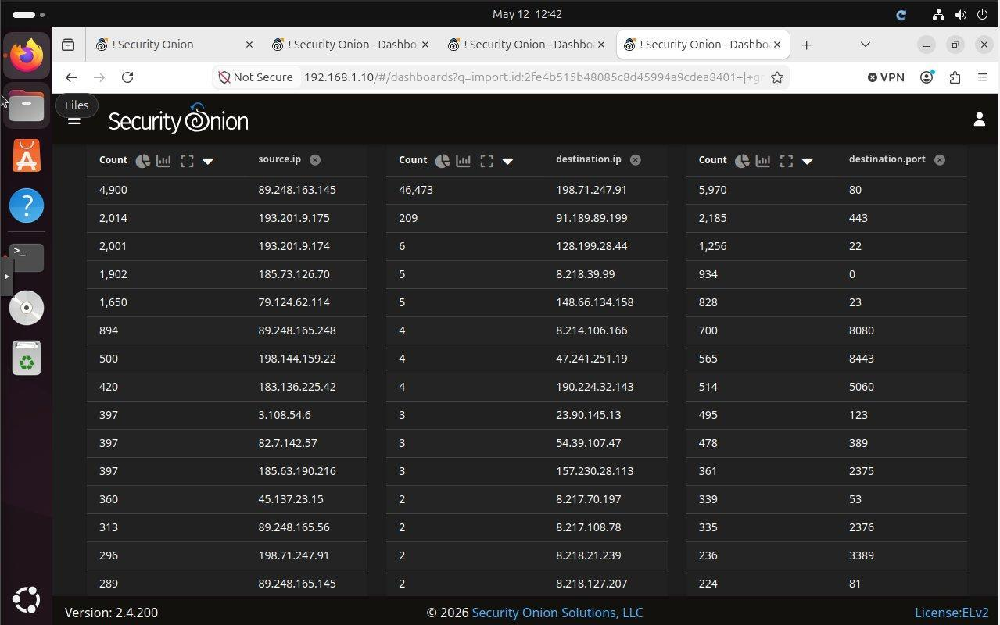 May 12 12:42
! Security Onion
! Security Onion - Dashbo
! Security Onion - Dashbo
! Security Onion - Dashbo
Not Secure 192.168.1.10/#/dashboards?q=import.id:2fe4b515b48085c8d45994a9cdea8401+|+gr
VPN
Files
Security Onion
Count source.ip Count destination.ip Count destination.port
4,900 89.248.163.145 46,473 198.71.247.91 5,970 80
2,014 193.201.9.175 209 91.189.89.199 2,185 443
2,001 193.201.9.174 6 128.199.28.44 1,256 22
1,902 185.73.126.70 5 8.218.39.99 934 0
1,650 79.124.62.114 5 148.66.134.158 828 23
894 89.248.165.248 4 8.214.106.166 700 8080
500 198.144.159.22 4 47.241.251.19 565 8443
420 183.136.225.42 4 190.224.32.143 514 5060
397 3.108.54.6 3 23.90.145.13 495 123
397 82.7.142.57 3 54.39.107.47 478 389
397 185.63.190.216 3 157.230.28.113 361 2375
360 45.137.23.15 2 8.217.70.197 339 53
313 89.248.165.56 2 8.217.108.78 335 2376
296 198.71.247.91 2 8.218.21.239 236 3389
289 89.248.165.145 2 8.218.127.207 224 81
Version: 2.4.200 © 2026 Security Onion Solutions, LLC License:ELv2